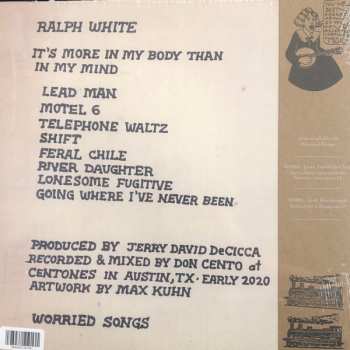 RALPH WHITE
IT'S MORE IN MY BODY THAN
IN MY MIND
LEAD MAN
MOTEL 6
TELEPHONE WALTZ
SHIFT
FERAL CHILE
RIVER DAUGHTER
LONESOME FUGITIVE
GOING WHERE I'VE NEVER BEEN
PRODUCED BY JERRY DAVID DeCICCA
RECORDED & MIXED BY DON CENTO at
CENTONES IN AUSTIN, TX · EARLY 2020
ARTWORK BY MAX KUHN
WORRIED SONGS